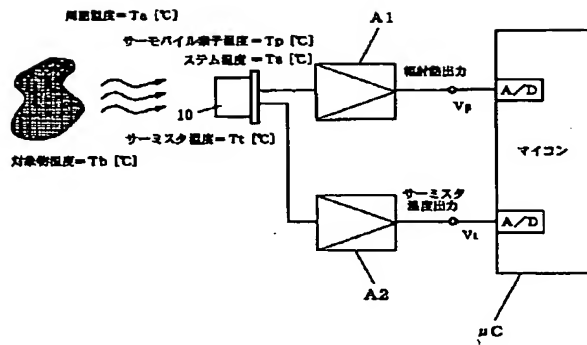 周囲温度=Ta [℃]
サーモパイル素子温度=Tp [℃]
ステム温度=Ts [℃]
10
サーミスタ温度=Tt [℃]
対象物温度=Tb [℃]
A1
輻射熱出力
Vp
A/D
マイコン
サーミスタ
温度出力
Vt
A/D
A2
μC